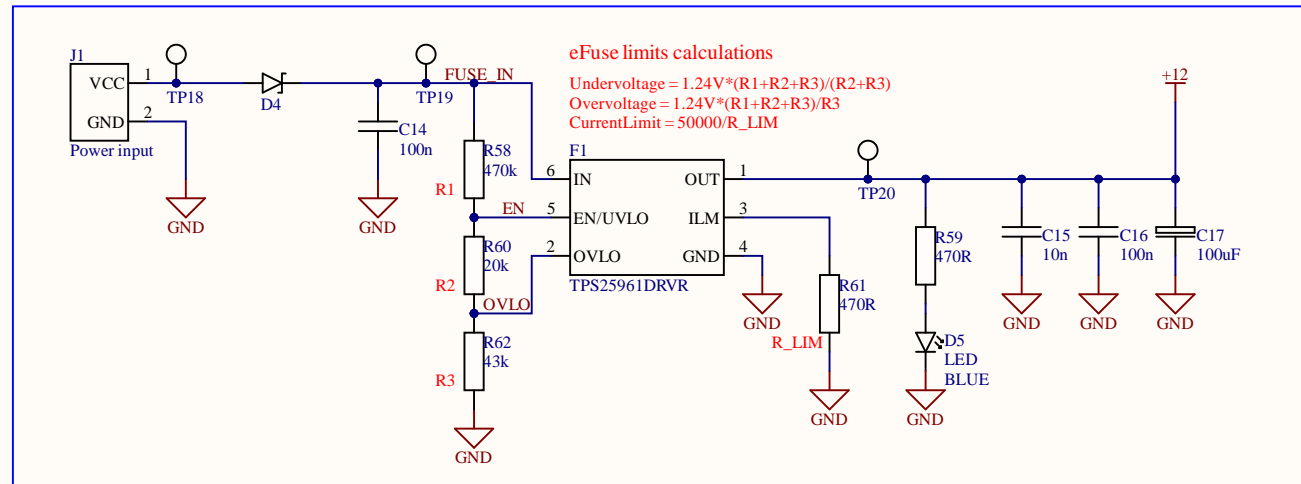 eFuse limits calculations
Undervoltage = 1.24V*(R1+R2+R3)/(R2+R3)
Overvoltage = 1.24V*(R1+R2+R3)/R3
CurrentLimit = 50000/R_LIM
J1
VCC
1
GND
2
Power input
GND
TP18
D4
C14
100n
GND
TP19
FUSE_IN
R58
470k
R1
EN
R60
20k
R2
OVLO
R62
43k
R3
GND
F1
6
IN
OUT
1
5
EN/UVLO
ILM
3
2
OVLO
GND
4
TPS25961DRVR
GND
R61
470R
R_LIM
GND
TP20
R59
470R
D5
LED
BLUE
GND
C15
10n
GND
C16
100n
GND
+12
C17
100uF
GND